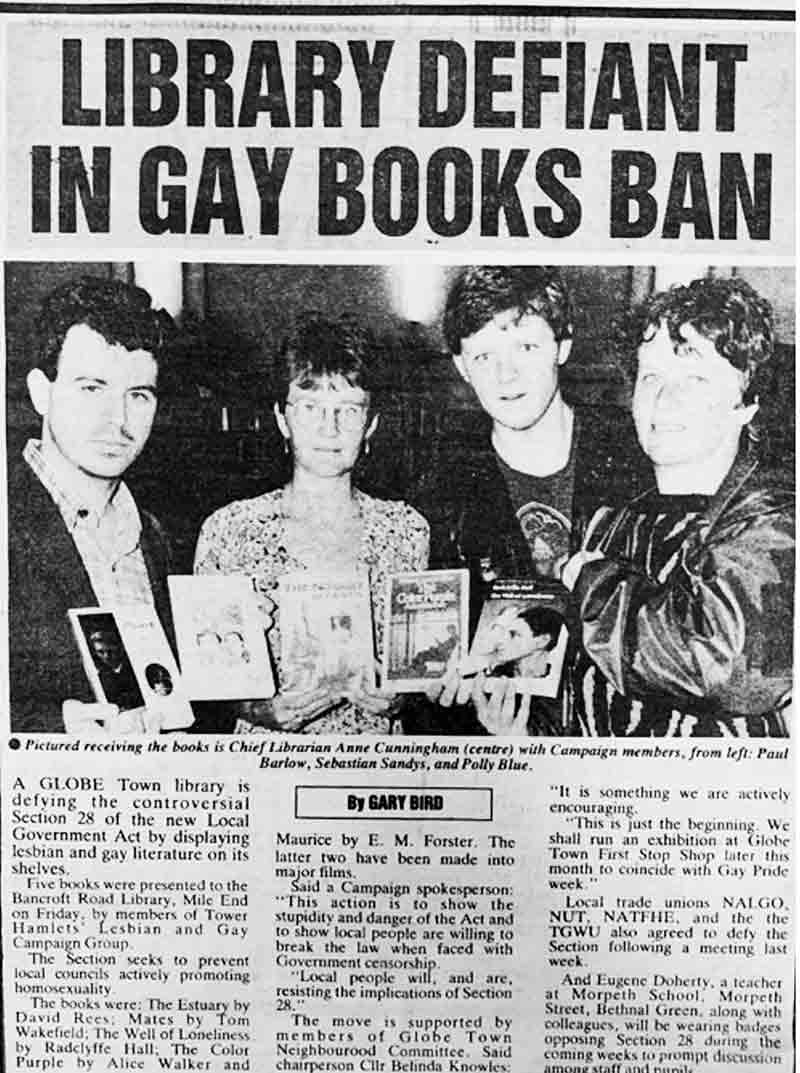 LIBRARY DEFIANT
IN GAY BOOKS BAN
● Pictured receiving the books is Chief Librarian Anne Cunningham (centre) with Campaign members, from left: Paul
Barlow, Sebastian Sandys, and Polly Blue.
A GLOBE Town library is
defying the controversial
Section 28 of the new Local
Government Act by displaying
lesbian and gay literature on its
shelves.
Five books were presented to the
Bancroft Road Library, Mile End
on Friday, by members of Tower
Hamlets' Lesbian and Gay
Campaign Group.
The Section seeks to prevent
local councils actively promoting
homosexuality.
The books were: The Estuary by
David Rees; Mates by Tom
Wakefield; The Well of Loneliness
by Radclyffe Hall; The Color
Purple by Alice Walker and
By GARY BIRD
Maurice by E. M. Forster. The
latter two have been made into
major films.
Said a Campaign spokesperson:
"This action is to show the
stupidity and danger of the Act and
to show local people are willing to
break the law when faced with
Government censorship.
"Local people will, and are,
resisting the implications of Section
28."
The move is supported by
members of Globe Town
Neighbourood Committee. Said
chairperson Cllr Belinda Knowles:
"It is something we are actively
encouraging.
"This is just the beginning. We
shall run an exhibition at Globe
Town First Stop Shop later this
month to coincide with Gay Pride
week."
Local trade unions NALGO,
NUT, NATFHE, and the the
TGWU also agreed to defy the
Section following a meeting last
week.
And Eugene Doherty, a teacher
at Morpeth School, Morpeth
Street, Bethnal Green, along with
colleagues, will be wearing badges
opposing Section 28 during the
coming weeks to prompt discussion
among staff and pupils.